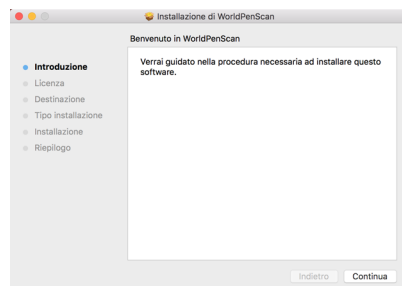 Installazione di WorldPenScan
Benvenuto in WorldPenScan
Introduzione
Licenza
Destinazione
Tipo installazione
Installazione
Riepilogo
Verrai guidato nella procedura necessaria ad installare questo
software.
Indietro
Continua